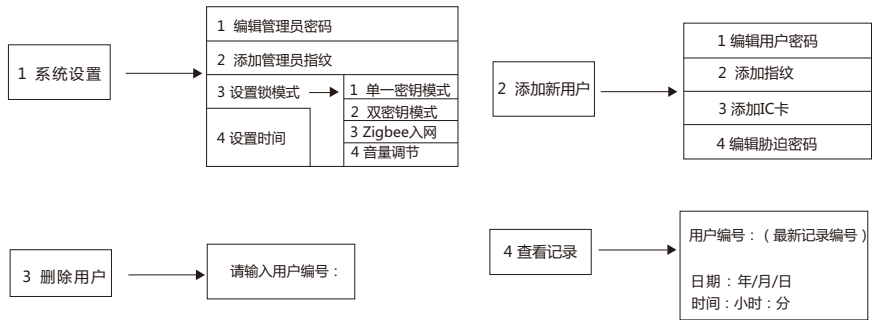 1 系统设置
1 编辑管理员密码
2 添加管理员指纹
3 设置锁模式
1 单一密钥模式
2 双密钥模式
3 Zigbee入网
4 音量调节
4 设置时间
2 添加新用户
1 编辑用户密码
2 添加指纹
3 添加IC卡
4 编辑胁迫密码
3 删除用户
请输入用户编号：
4 查看记录
用户编号：（最新记录编号）
日期：年/月/日
时间：小时：分